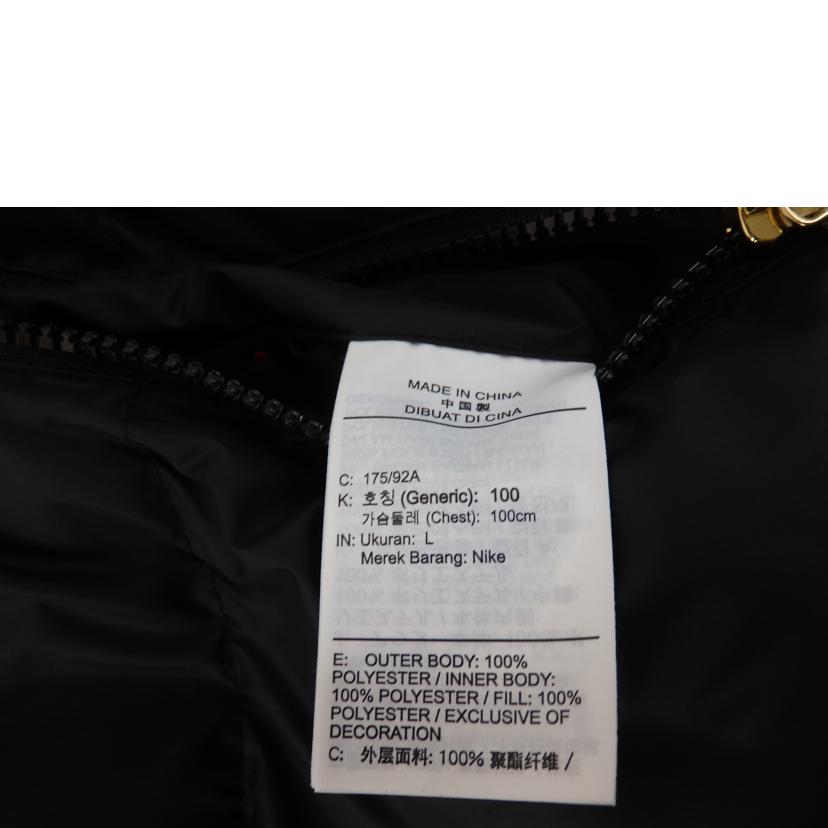 MADE IN CHINA
中 国 製
DIBUAT DI CINA
C: 175/92A
K: 호칭 (Generic): 100
가슴둘레 (Chest): 100cm
IN: Ukuran: L
Merek Barang: Nike
E: OUTER BODY: 100%
POLYESTER / INNER BODY:
100% POLYESTER / FILL: 100%
POLYESTER / EXCLUSIVE OF
DECORATION
C: 外层面料: 100% 聚酯纤维 /